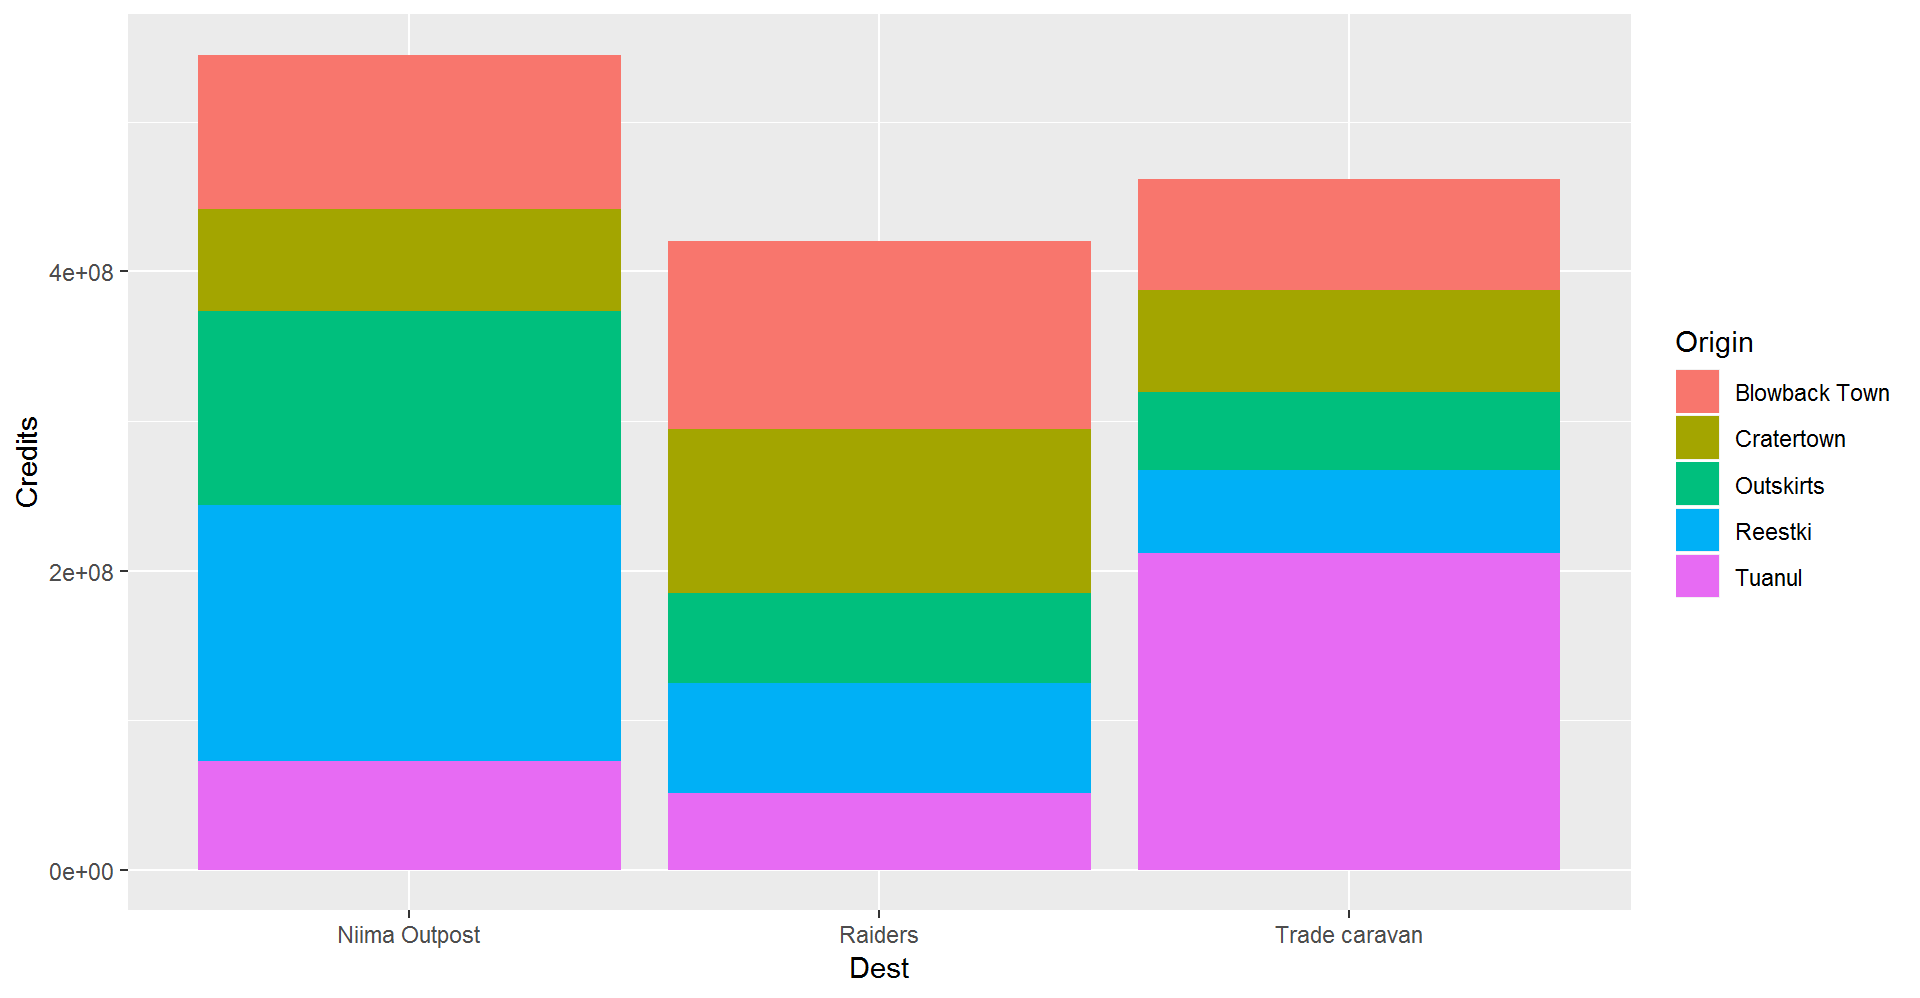 Credits
4e+08
2e+08
0e+00
Niima Outpost
Raiders
Trade caravan
Dest
Origin
Blowback Town
Cratertown
Outskirts
Reestki
Tuanul